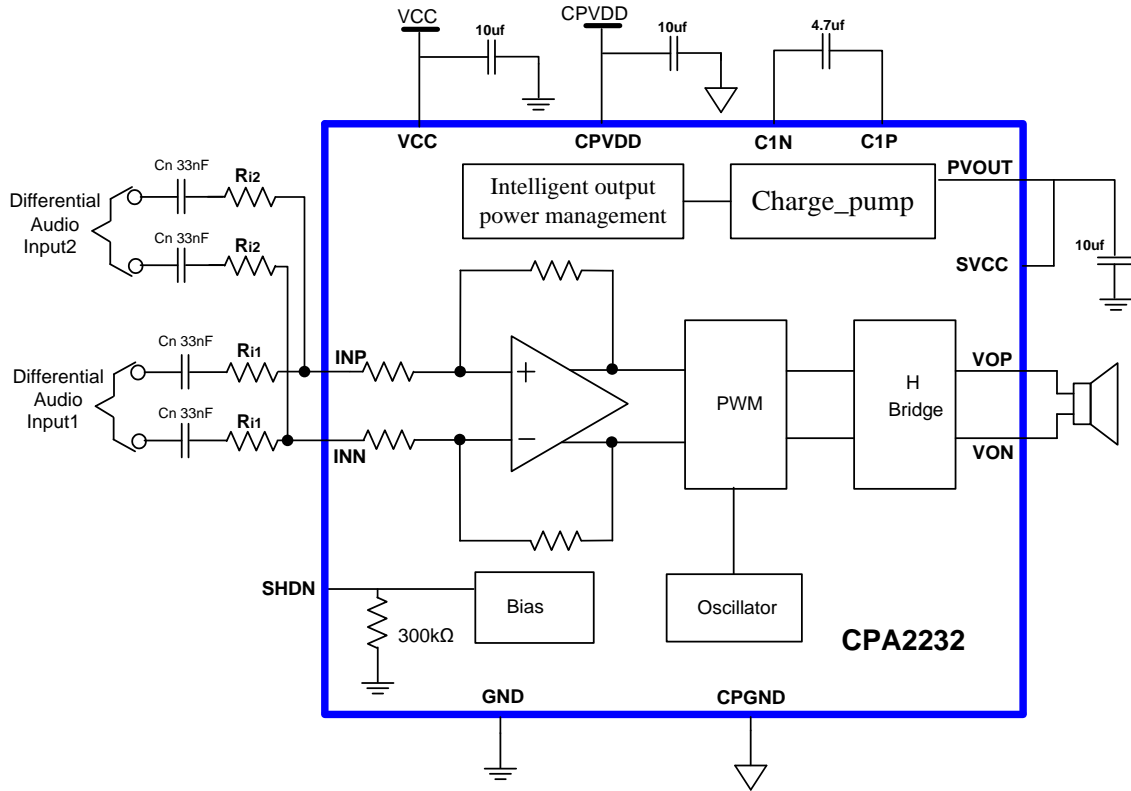 VCC
10uf
CPVDD
10uf
4.7uf
VCC
CPVDD
C1N
C1P
PVOUT
Intelligent output
power management
Charge_pump
SVCC
10uf
Cn 33nF
Ri2
Differential
Audio
Input2
Cn 33nF
Ri2
Cn 33nF
Ri1
INP
Differential
Audio
Input1
Cn 33nF
Ri1
INN
PWM
H
Bridge
VOP
VON
SHDN
300kΩ
Bias
Oscillator
CPA2232
GND
CPGND